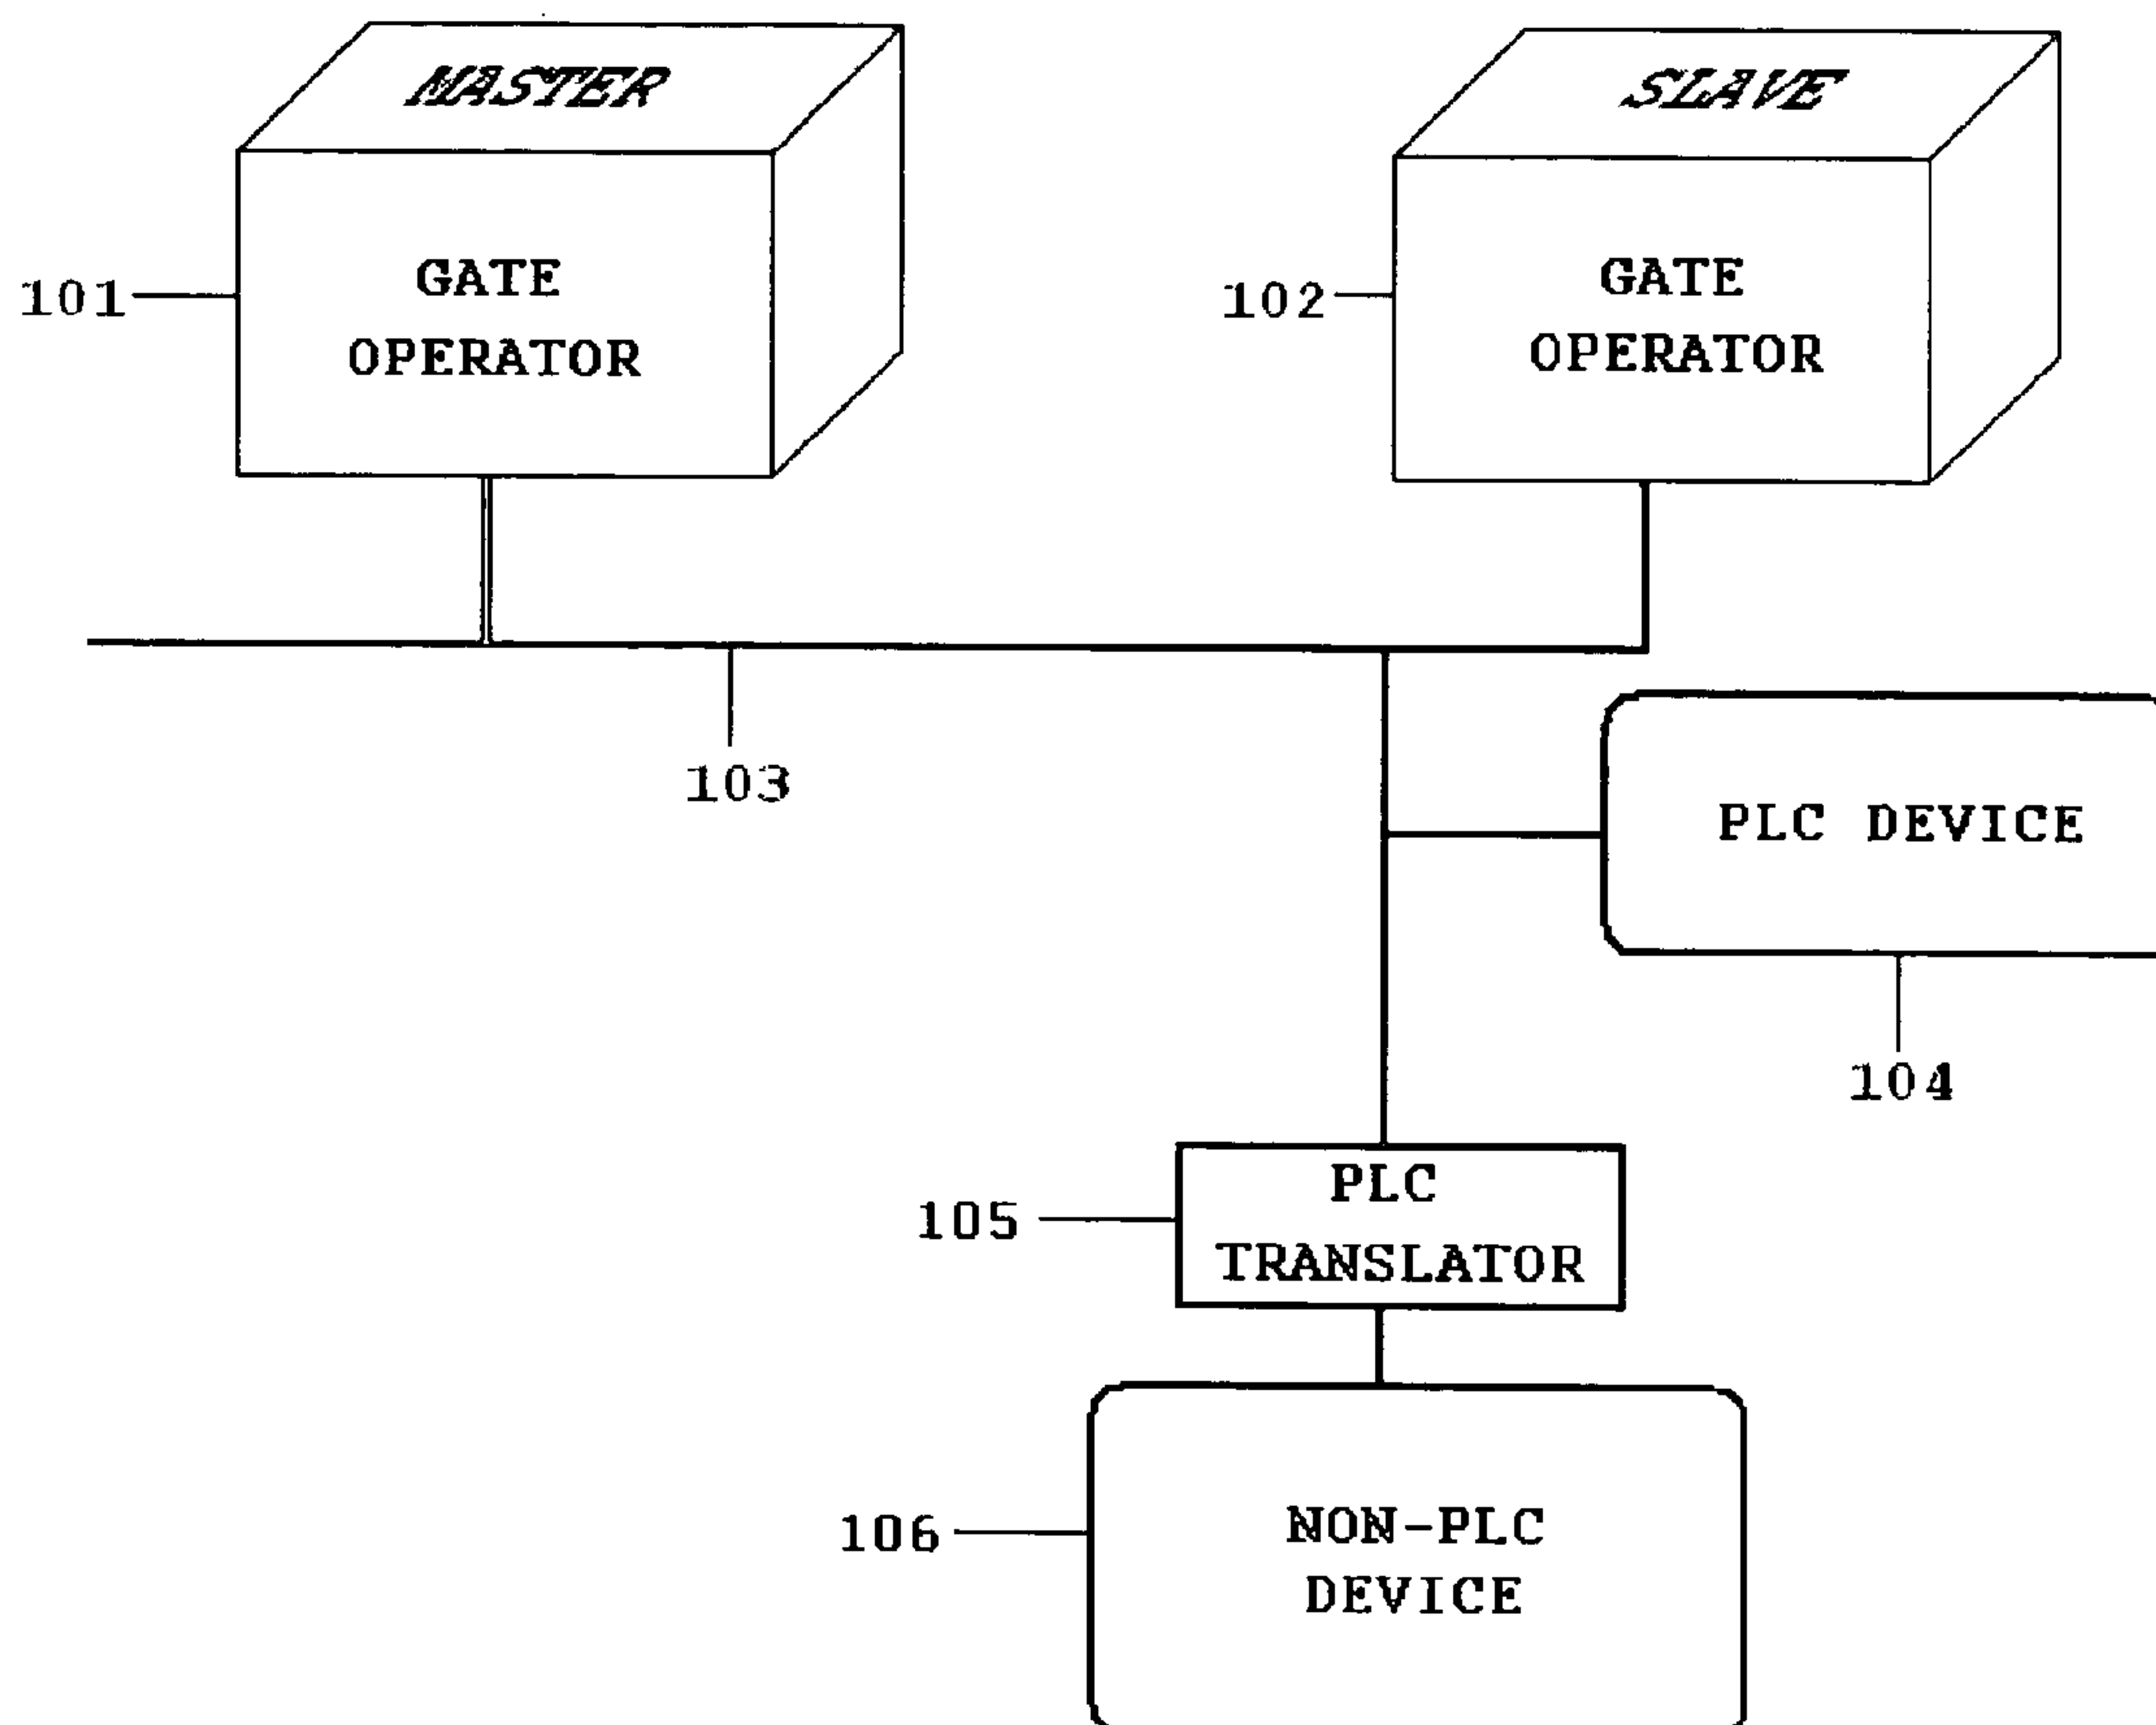 MASTER
SLAVE
GATE
OPERATOR
101
GATE
OPERATOR
102
103
PLC DEVICE
104
PLC
TRANSLATOR
105
NON-PLC
DEVICE
106